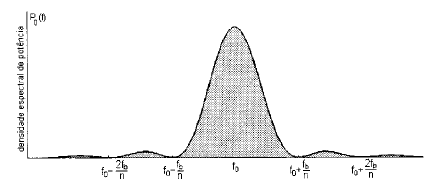 P₀(f)
densidade espectral de potência
f₀− 2fb/n
f₀− fb/n
f₀
f₀+ fb/n
f₀+ 2fb/n